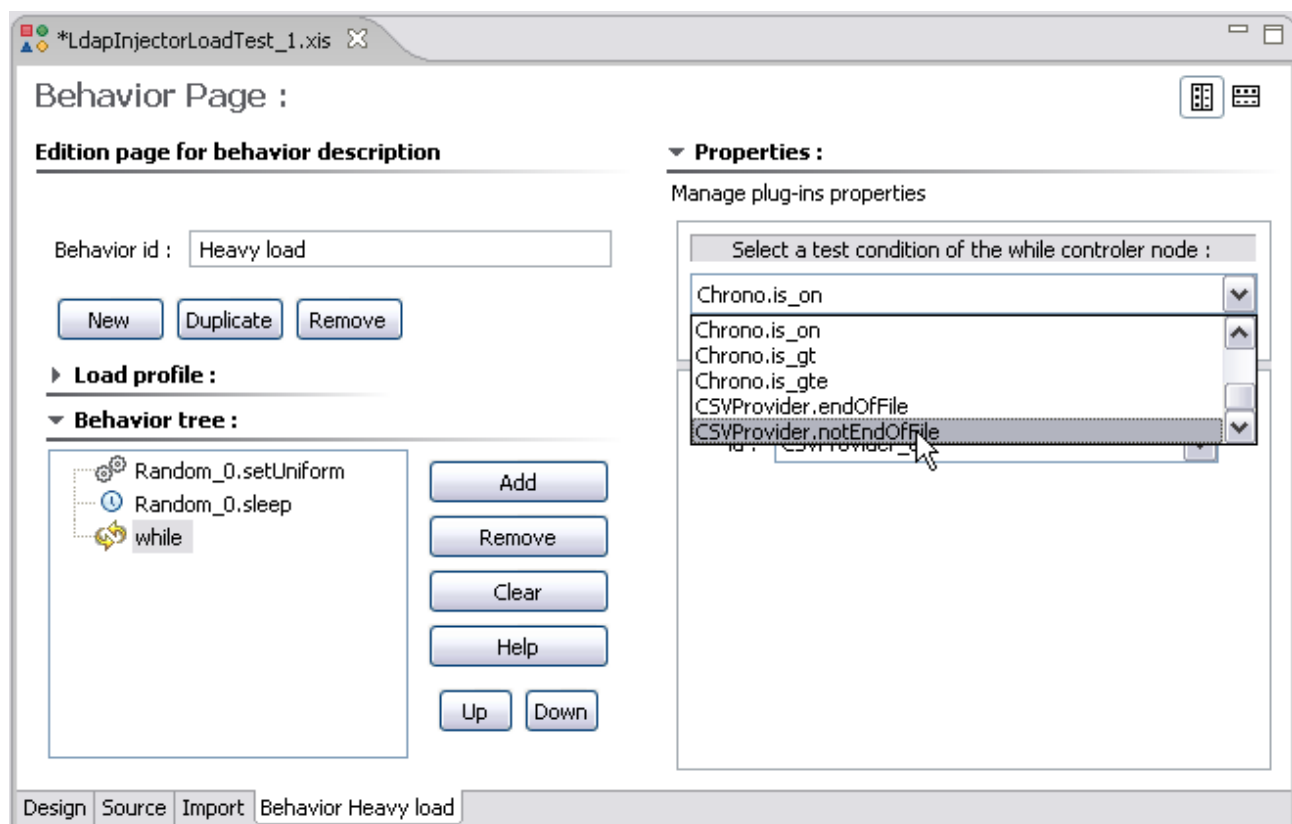 *LdapInjectorLoadTest_1.xis
Behavior Page :
Edition page for behavior description
Behavior id : Heavy load
New Duplicate Remove
Load profile :
Behavior tree :
Random_0.setUniform
Random_0.sleep
while
Add
Remove
Clear
Help
Up Down
Properties :
Manage plug-ins properties
Select a test condition of the while controler node :
Chrono.is_on
Chrono.is_on
Chrono.is_gt
Chrono.is_gte
CSVProvider.endOfFile
CSVProvider.notEndOfFile
id : CSVProvider_
Design Source Import Behavior Heavy load